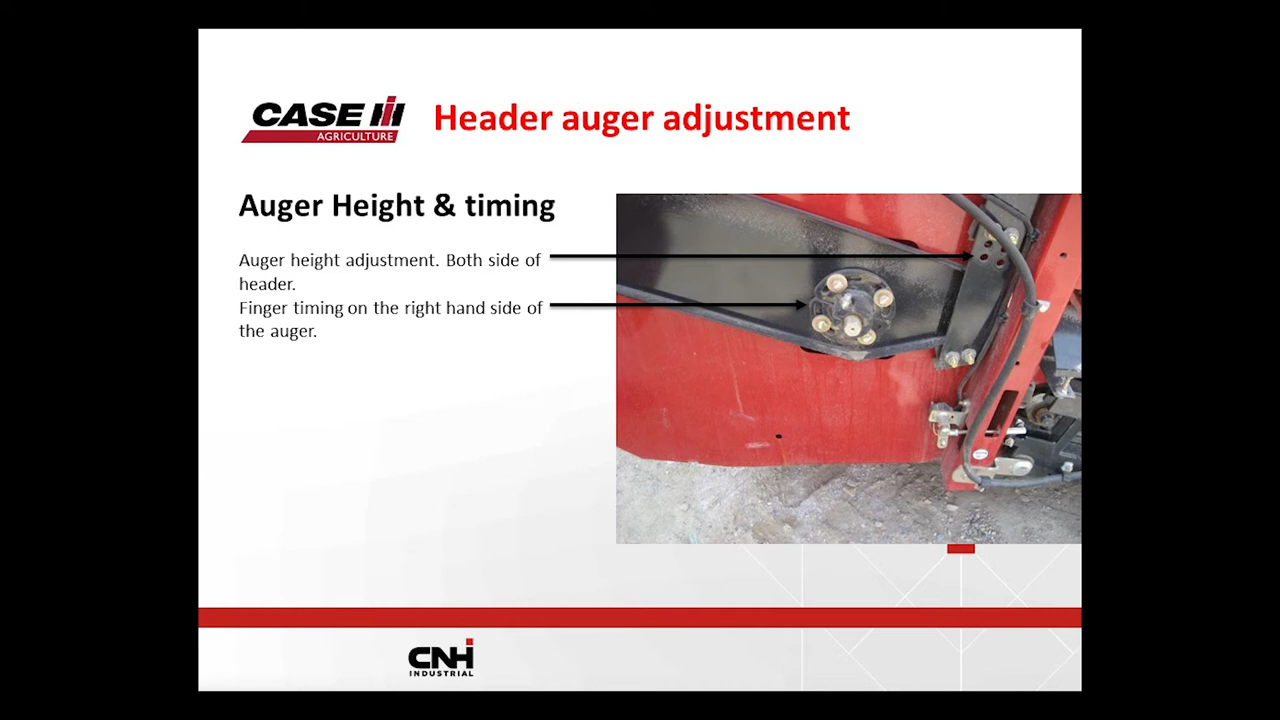 CASE IH
AGRICULTURE
Header auger adjustment
Auger Height & timing
Auger height adjustment. Both side of
header.
Finger timing on the right hand side of
the auger.
CNH
INDUSTRIAL